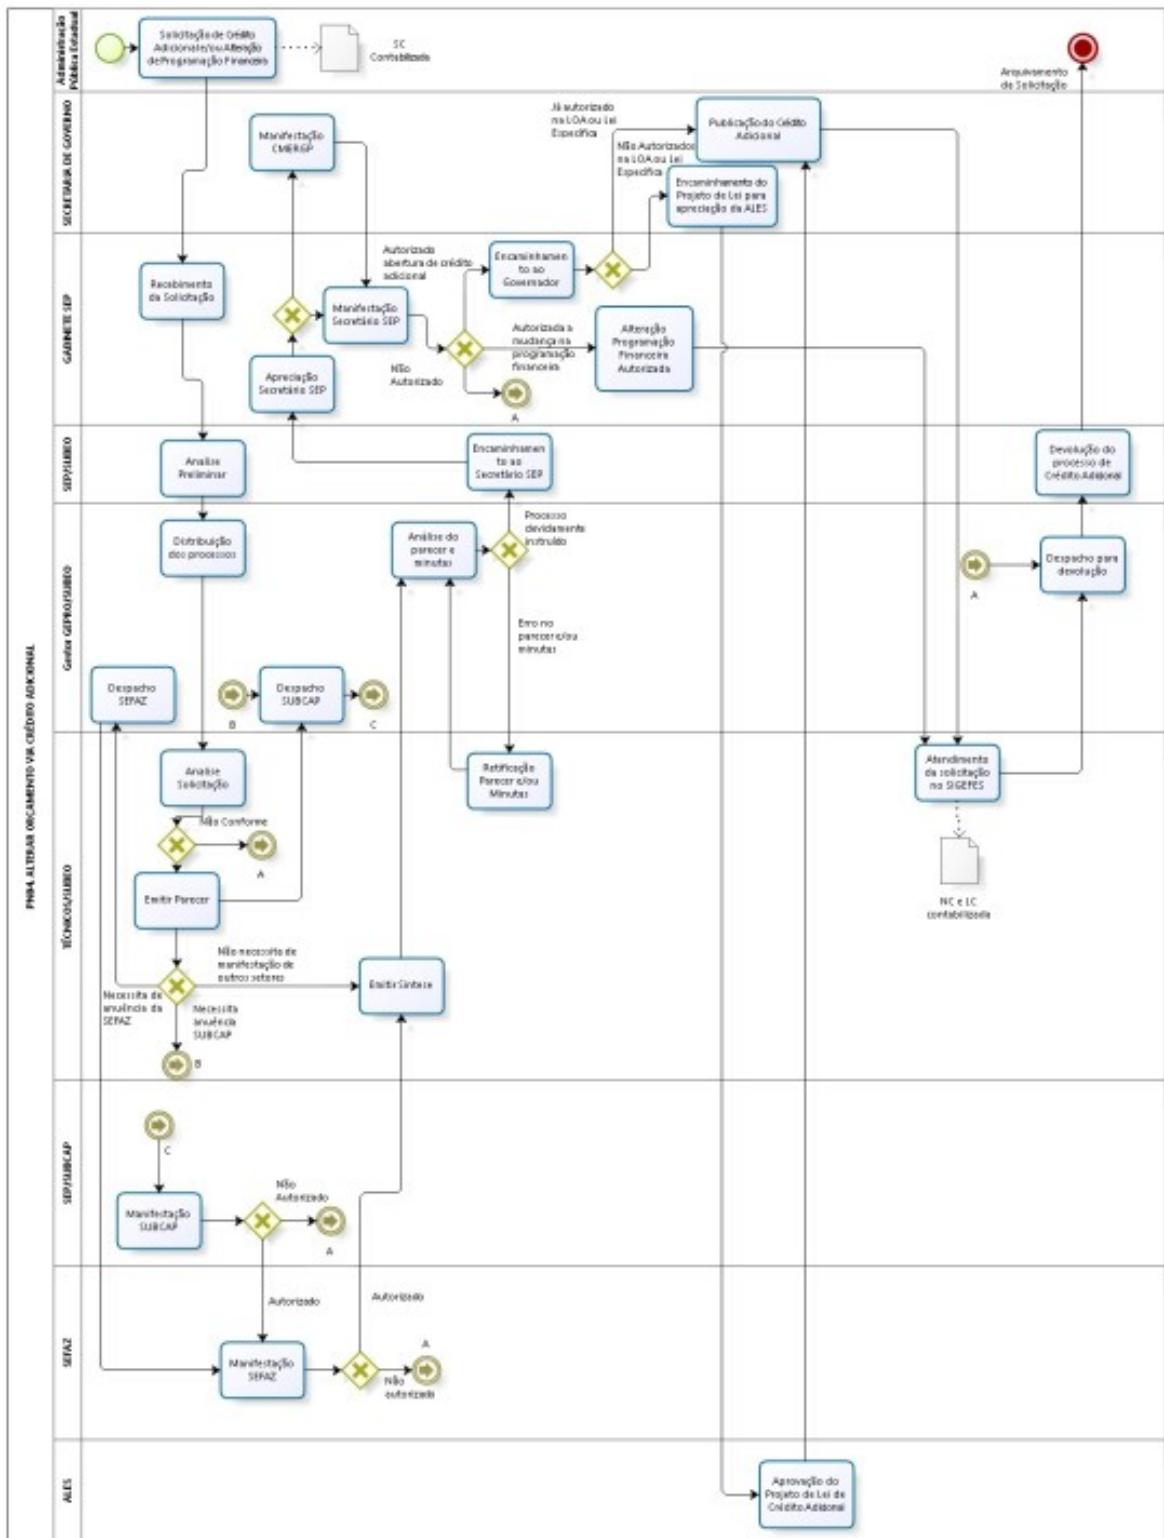 PN04. ALTERAR ORÇAMENTO VIA CRÉDITO ADICIONAL
Administração
Pública Estadual
Solicitação de Crédito
Adicional e/ou Alteração
de Programação Financeira
SC
Contabilizada
Arquivamento
da Solicitação
SECRETARIA DE GOVERNO
Manifestação
CMERGP
Já autorizado
na LOA ou Lei
Específica
Não Autorizados
na LOA ou Lei
Específica
Publicação do Crédito
Adicional
Encaminhamento do
Projeto de Lei para
apreciação da ALES
GABINETE SEP
Recebimento
da Solicitação
Autorizado
abertura de crédito
adicional
Encaminhamen
to ao
Governador
Manifestação
Secretário SEP
Autorizada a
mudança na
programação
financeira
Alteração
Programação
Financeira
Autorizada
Não
Autorizado
A
Apreciação
Secretário SEP
SEP/SUBEO
Analise
Preliminar
Encaminhamen
to ao
Secretário SEP
Devolução do
processo de
Crédito Adicional
Gestor GEPRO/SUBEO
Distribuição
dos processos
Análise do
parecer e
minutas
Processo
devidamente
instruído
A
Despacho para
devolução
Erro no
parecer e/ou
minutas
Despacho
SEFAZ
B
Despacho
SUBCAP
C
TÉCNICOS/SUBEO
Analise
Solicitação
Retificação
Parecer e/ou
Minutas
Atendimento
da solicitação
no SIGEFES
Não Conforme
A
Emitir Parecer
NC e LC
contabilizada
Não necessita de
manifestação de
outros setores
Emitir Síntese
Necessita de
anuência da
SEFAZ
Necessita
anuência
SUBCAP
B
SEP/SUBCAP
C
Manifestação
SUBCAP
Não
Autorizado
A
Autorizado
SEFAZ
Autorizado
Manifestação
SEFAZ
A
Não
autorizado
ALES
Aprovação do
Projeto de Lei de
Crédito Adicional